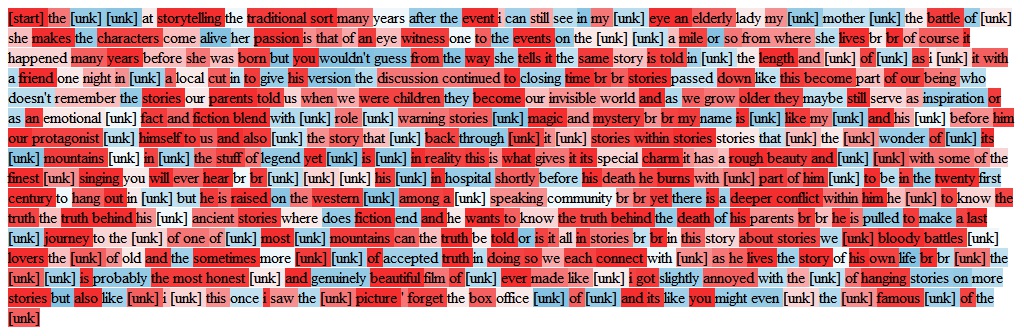 [start] the [unk] [unk] at storytelling the traditional sort many years after the event i can still see in my [unk] eye an elderly lady my [unk] mother [unk] the battle of [unk]
she makes the characters come alive her passion is that of an eye witness one to the events on the [unk] [unk] a mile or so from where she lives br br of course it
happened many years before she was born but you wouldn't guess from the way she tells it the same story is told in [unk] the length and [unk] of [unk] as i [unk] it with
a friend one night in [unk] a local cut in to give his version the discussion continued to closing time br br stories passed down like this become part of our being who
doesn't remember the stories our parents told us when we were children they become our invisible world and as we grow older they maybe still serve as inspiration or
as an emotional [unk] fact and fiction blend with [unk] role [unk] warning stories [unk] magic and mystery br br my name is [unk] like my [unk] and his [unk] before him
our protagonist [unk] himself to us and also [unk] the story that [unk] back through [unk] it [unk] stories within stories stories that [unk] the [unk] wonder of [unk] its
[unk] mountains [unk] in [unk] the stuff of legend yet [unk] is [unk] in reality this is what gives it its special charm it has a rough beauty and [unk] [unk] with some of the
finest [unk] singing you will ever hear br br [unk] [unk] [unk] his [unk] in hospital shortly before his death he burns with [unk] part of him [unk] to be in the twenty first
century to hang out in [unk] but he is raised on the western [unk] among a [unk] speaking community br br yet there is a deeper conflict within him he [unk] to know the
truth the truth behind his [unk] ancient stories where does fiction end and he wants to know the truth behind the death of his parents br br he is pulled to make a last
[unk] journey to the [unk] of one of [unk] most [unk] mountains can the truth be told or is it all in stories br br in this story about stories we [unk] bloody battles [unk]
lovers the [unk] of old and the sometimes more [unk] [unk] of accepted truth in doing so we each connect with [unk] as he lives the story of his own life br br [unk] the
[unk] [unk] is probably the most honest [unk] and genuinely beautiful film of [unk] ever made like [unk] i got slightly annoyed with the [unk] of hanging stories on more
stories but also like [unk] i [unk] this once i saw the [unk] picture ' forget the box office [unk] of [unk] and its like you might even [unk] the [unk] famous [unk] of the
[unk]